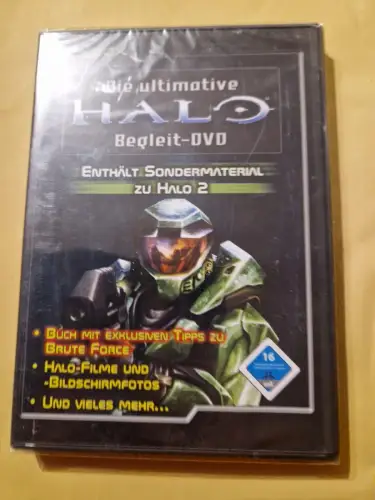 Die ultimative
HALO
Begleit-DVD
ENTHÄLT SONDERMATERIAL
ZU HALO 2
• BUCH MIT EXKLUSIVEN TIPPS ZU
BRUTE FORCE
• HALO-FILME UND
-BILDSCHIRMFOTOS
• UND VIELES MEHR...
16